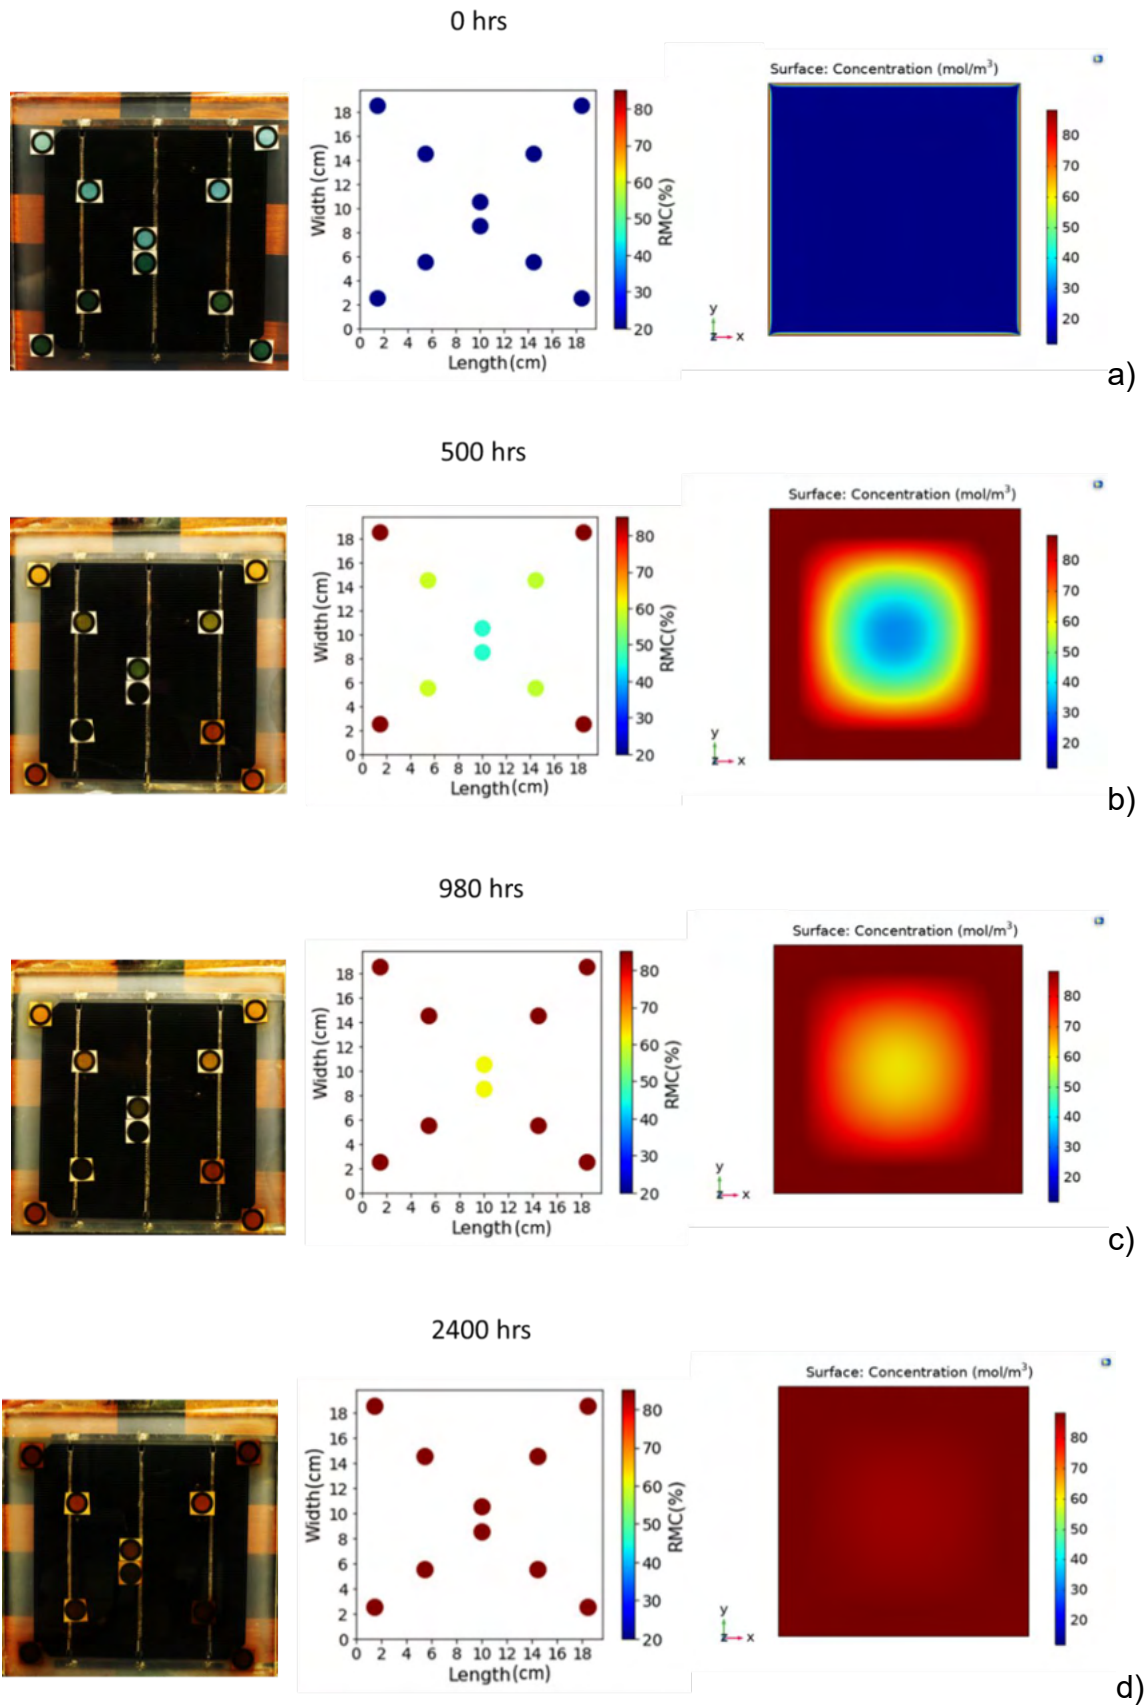 0 hrs
18
16
14
12
10
8
6
4
2
0
Width (cm)
0 2 4 6 8 10 12 14 16 18
Length (cm)
80
70
60
50
40
30
20
RMC(%)
Surface: Concentration (mol/m³)
80
70
60
50
40
30
20
y
z x
a)
500 hrs
18
16
14
12
10
8
6
4
2
0
Width (cm)
0 2 4 6 8 10 12 14 16 18
Length (cm)
80
70
60
50
40
30
20
RMC(%)
Surface: Concentration (mol/m³)
80
70
60
50
40
30
20
y
z x
b)
980 hrs
18
16
14
12
10
8
6
4
2
0
Width (cm)
0 2 4 6 8 10 12 14 16 18
Length (cm)
80
70
60
50
40
30
20
RMC(%)
Surface: Concentration (mol/m³)
80
70
60
50
40
30
20
y
z x
c)
2400 hrs
18
16
14
12
10
8
6
4
2
0
Width (cm)
0 2 4 6 8 10 12 14 16 18
Length (cm)
80
70
60
50
40
30
20
RMC(%)
Surface: Concentration (mol/m³)
80
70
60
50
40
30
20
y
z x
d)